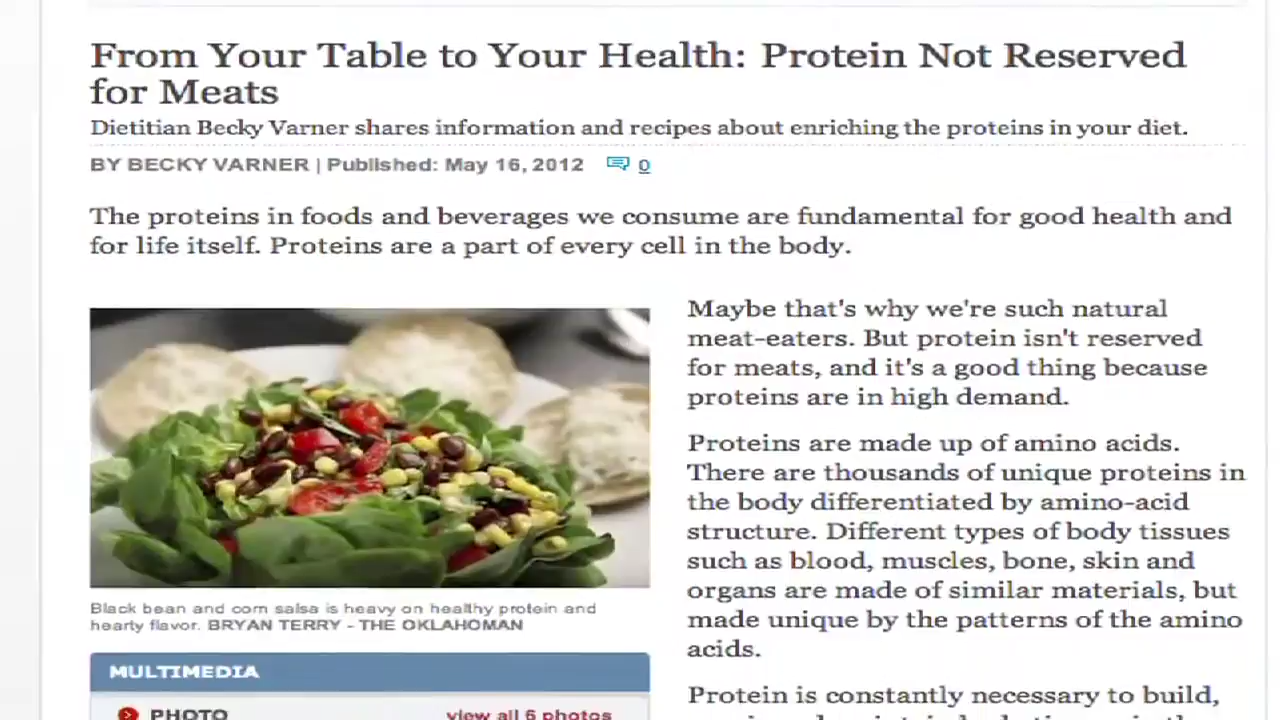 From Your Table to Your Health: Protein Not Reserved
for Meats
Dietitian Becky Varner shares information and recipes about enriching the proteins in your diet.
BY BECKY VARNER | Published: May 16, 2012 0
The proteins in foods and beverages we consume are fundamental for good health and
for life itself. Proteins are a part of every cell in the body.
Maybe that's why we're such natural
meat-eaters. But protein isn't reserved
for meats, and it's a good thing because
proteins are in high demand.
Proteins are made up of amino acids.
There are thousands of unique proteins in
the body differentiated by amino-acid
structure. Different types of body tissues
such as blood, muscles, bone, skin and
organs are made of similar materials, but
made unique by the patterns of the amino
acids.
Protein is constantly necessary to build,
Black bean and corn salsa is heavy on healthy protein and
hearty flavor. BRYAN TERRY - THE OKLAHOMAN
MULTIMEDIA
PHOTO view all 6 photos